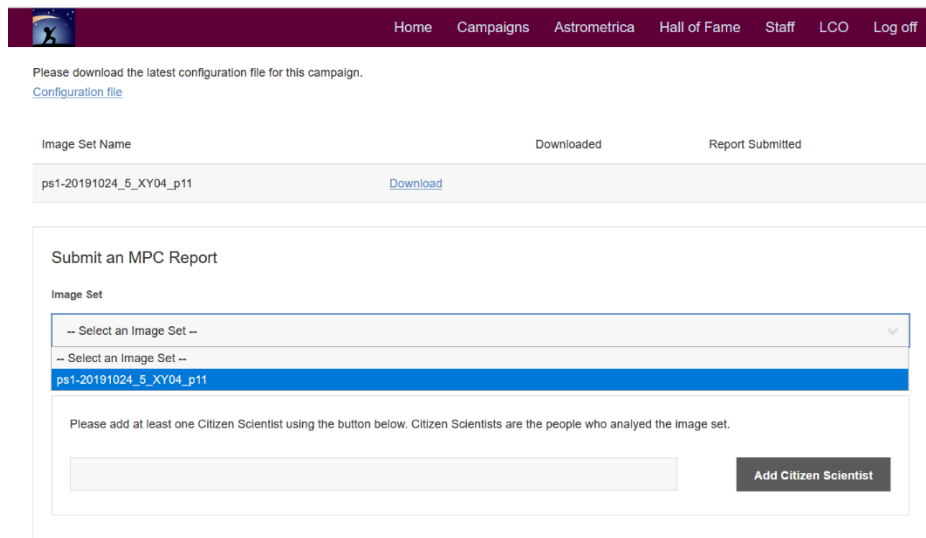 Home Campaigns Astrometrica Hall of Fame Staff LCO Log off
Please download the latest configuration file for this campaign.
Configuration file
Image Set Name Downloaded Report Submitted
ps1-20191024_5_XY04_p11 Download
Submit an MPC Report
Image Set
-- Select an Image Set --
-- Select an Image Set --
ps1-20191024_5_XY04_p11
Please add at least one Citizen Scientist using the button below. Citizen Scientists are the people who analyed the image set.
Add Citizen Scientist